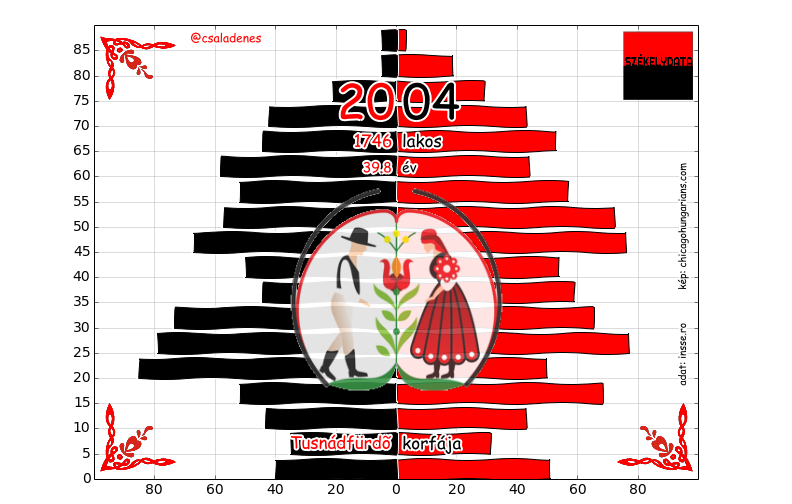 @csaladenes
SZÉKELYDATA
2004
1746 lakos
39.8 év
kép: chicagohungarians.com
adat: insse.ro
Tusnádfürdő korfája
85
80
75
70
65
60
55
50
45
40
35
30
25
20
15
10
5
0
80 60 40 20 0 20 40 60 80